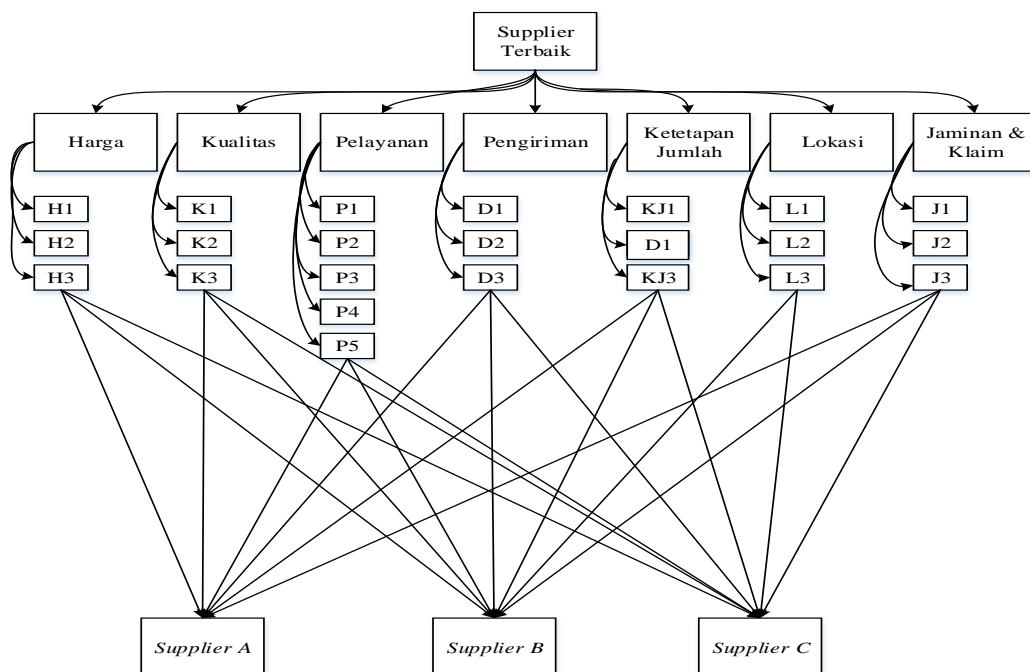 Supplier
Terbaik
Harga
Kualitas
Pelayanan
Pengiriman
Ketetapan
Jumlah
Lokasi
Jaminan &
Klaim
H1
K1
P1
D1
KJ1
L1
J1
H2
K2
P2
D2
D1
L2
J2
H3
K3
P3
D3
KJ3
L3
J3
P4
P5
Supplier A
Supplier B
Supplier C